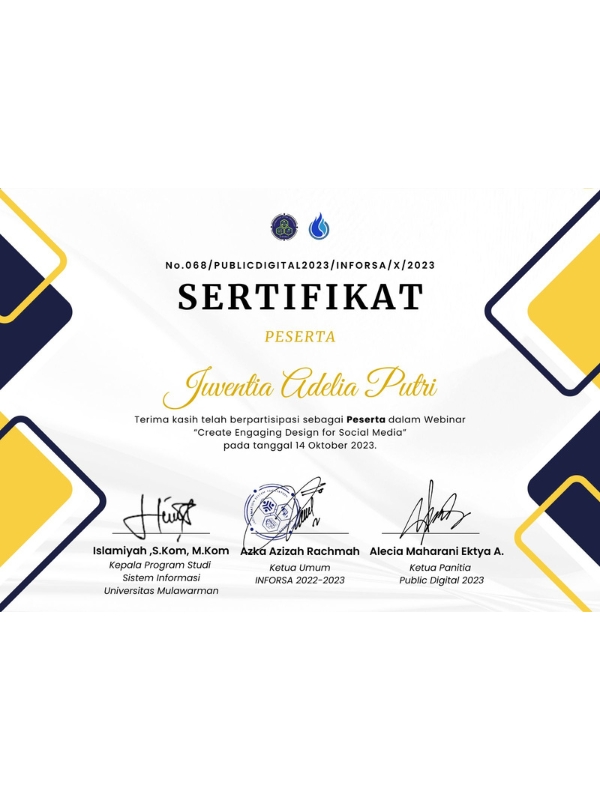 No.068/PUBLICDIGITAL2023/INFORSA/X/2023
SERTIFIKAT
PESERTA
Juventia Adelia Putri
Terima kasih telah berpartisipasi sebagai Peserta dalam Webinar
“Create Engaging Design for Social Media”
pada tanggal 14 Oktober 2023.
Islamiyah ,S.Kom, M.Kom
Kepala Program Studi
Sistem Informasi
Universitas Mulawarman
Azka Azizah Rachmah
Ketua Umum
INFORSA 2022-2023
Alecia Maharani Ektya A.
Ketua Panitia
Public Digital 2023